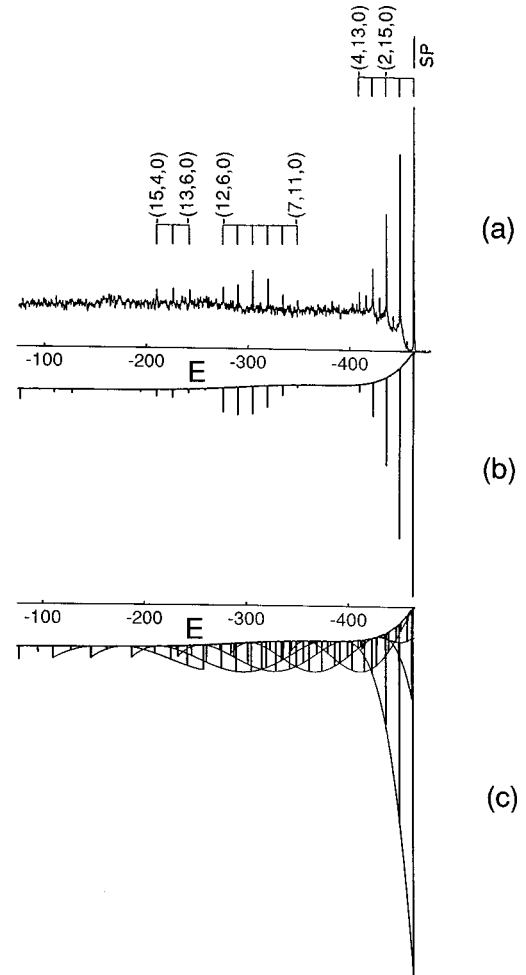 (4,13,0)
(2,15,0)
SP
(15,4,0)
(13,6,0)
(12,6,0)
(7,11,0)
(a)
-100
-200
-300
-400
E
(b)
-100
-200
-300
-400
E
(c)